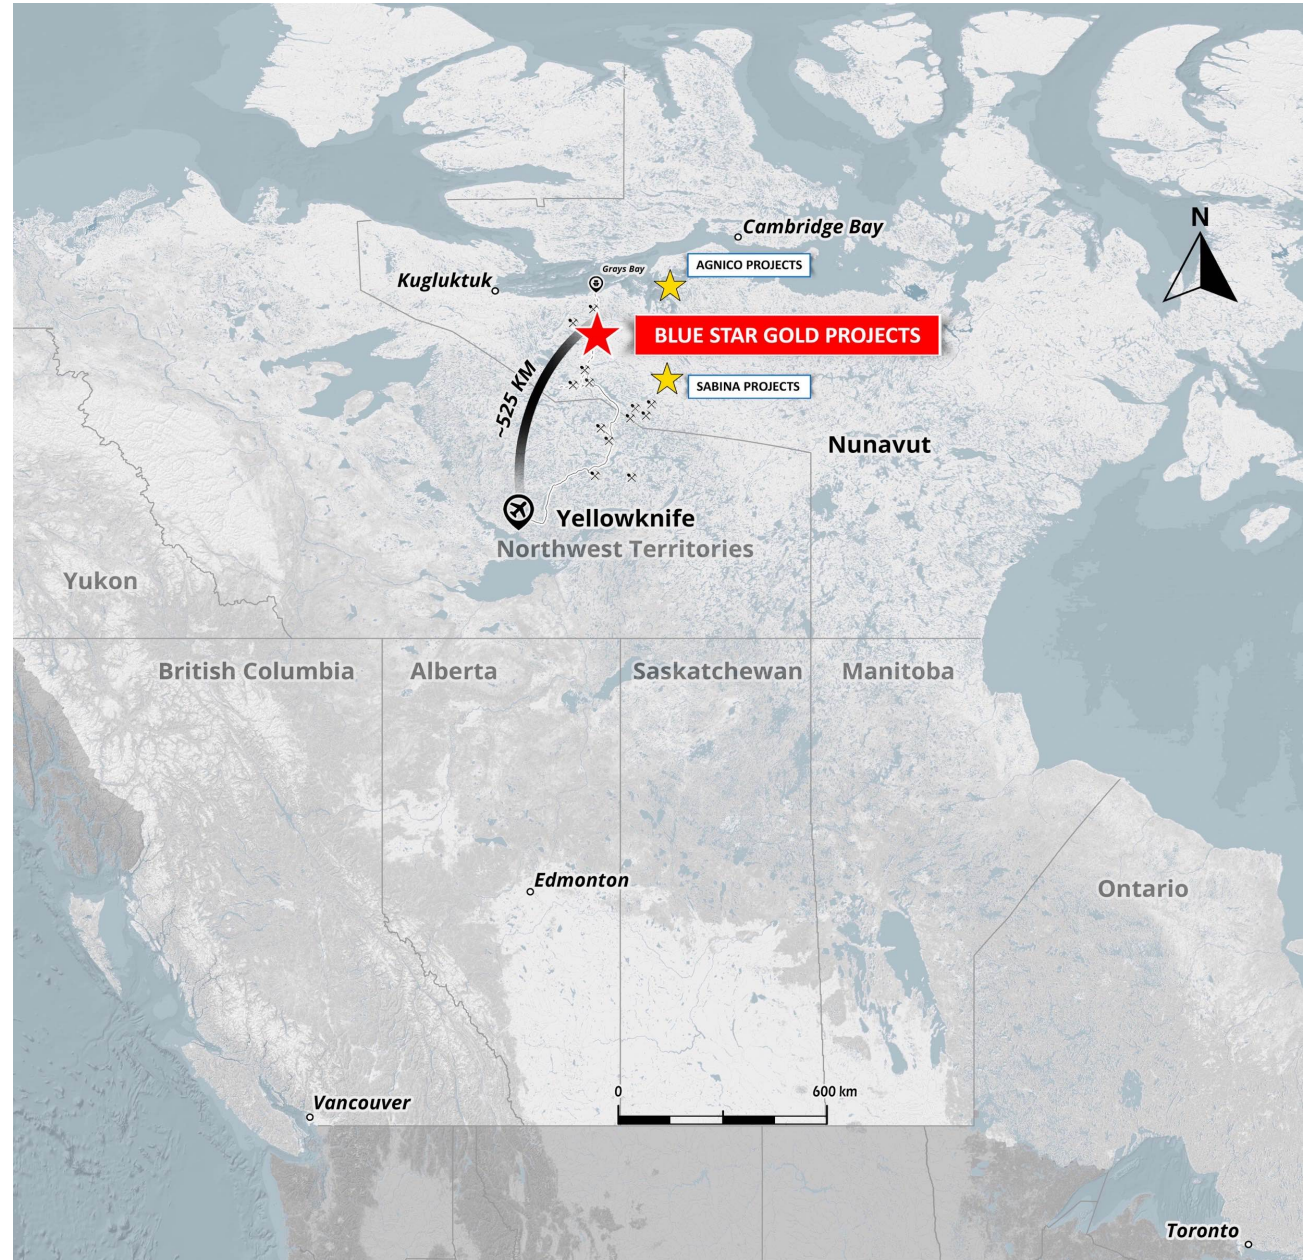 Cambridge Bay
N
AGNICO PROJECTS
Grays Bay
Kugluktuk
BLUE STAR GOLD PROJECTS
~525 KM
SABINA PROJECTS
Nunavut
Yellowknife
Northwest Territories
Yukon
British Columbia
Alberta
Saskatchewan
Manitoba
Edmonton
Ontario
0
600 km
Vancouver
Toronto